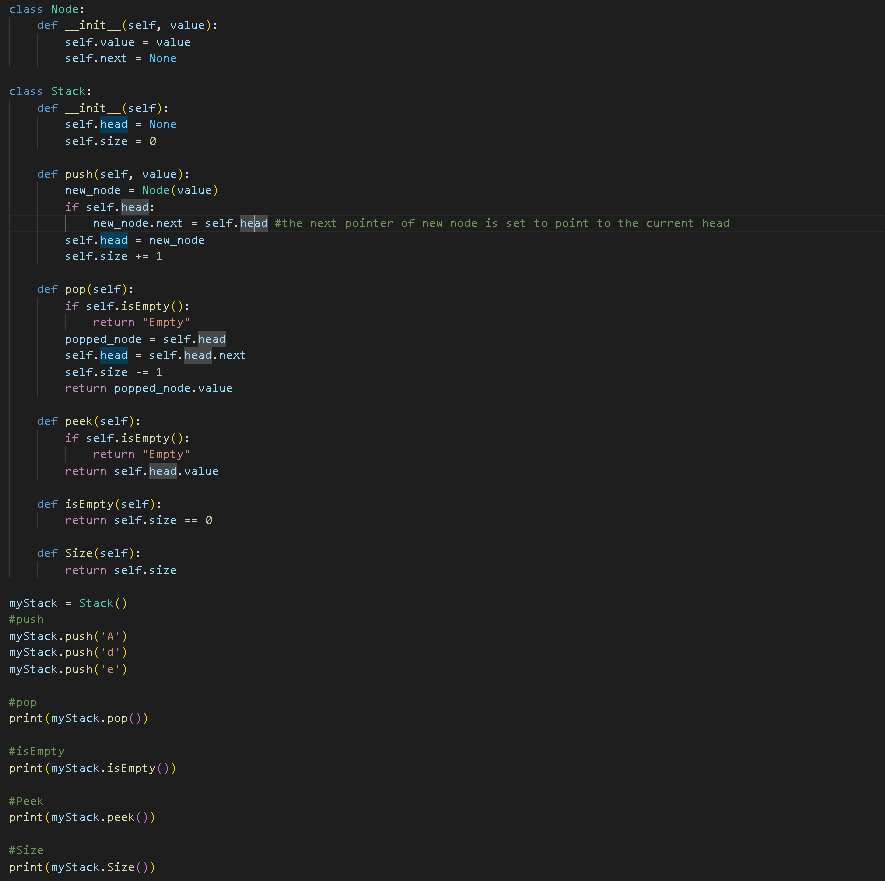 class Node:
    def __init__(self, value):
        self.value = value
        self.next = None

class Stack:
    def __init__(self):
        self.head = None
        self.size = 0

    def push(self, value):
        new_node = Node(value)
        if self.head:
            new_node.next = self.head #the next pointer of new node is set to point to the current head
        self.head = new_node
        self.size += 1

    def pop(self):
        if self.isEmpty():
            return "Empty"
        popped_node = self.head
        self.head = self.head.next
        self.size -= 1
        return popped_node.value

    def peek(self):
        if self.isEmpty():
            return "Empty"
        return self.head.value

    def isEmpty(self):
        return self.size == 0

    def Size(self):
        return self.size

myStack = Stack()
#push
myStack.push('A')
myStack.push('d')
myStack.push('e')

#pop
print(myStack.pop())

#isEmpty
print(myStack.isEmpty())

#Peek
print(myStack.peek())

#Size
print(myStack.Size())